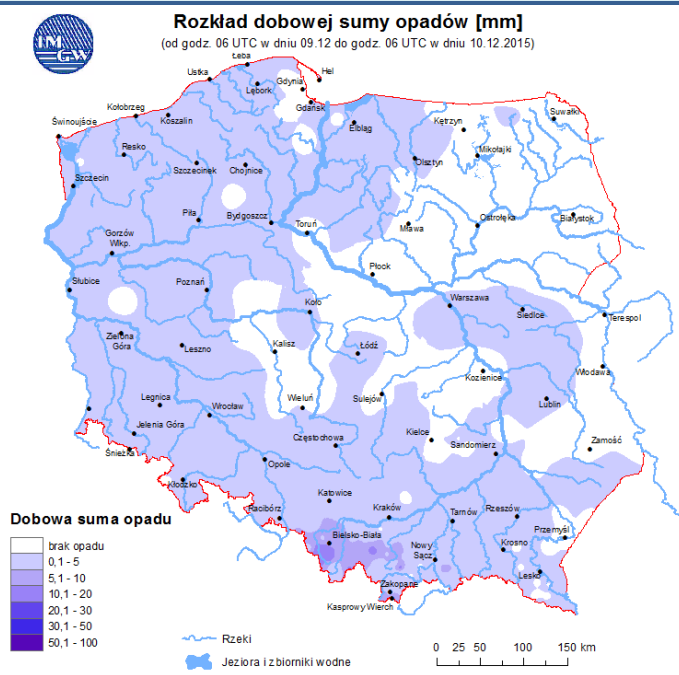 Rozkład dobowej sumy opadów [mm]
(od godz. 06 UTC w dniu 09.12 do godz. 06 UTC w dniu 10.12.2015)
IM
GW
Łeba
Ustka
Hel
Gdynia
Lębork
Gdańsk
Kołobrzeg
Koszalin
Świnoujście
Elbląg
Kętrzyn
Suwałki
Resko
Mikołajki
Olsztyn
Szczecinek
Chojnice
Szczecin
Piła
Bydgoszcz
Toruń
Mława
Ostrołęka
Białystok
Gorzów
Wlkp.
Płock
Słubice
Poznań
Koło
Warszawa
Siedlce
Terespol
Zielona
Góra
Leszno
Kalisz
Łódź
Kozienice
Włodawa
Legnica
Wrocław
Wieluń
Sulejów
Lublin
Jelenia Góra
Częstochowa
Kielce
Sandomierz
Zamość
Śnieżka
Opole
Kłodzko
Katowice
Racibórz
Kraków
Tarnów
Rzeszów
Przemyśl
Bielsko-Biała
Nowy
Sącz
Krosno
Lesko
Zakopane
Kasprowy Wierch
Dobowa suma opadu
brak opadu
0,1 - 5
5,1 - 10
10,1 - 20
20,1 - 30
30,1 - 50
50,1 - 100
Rzeki
Jeziora i zbiorniki wodne
0 25 50 100 150 km